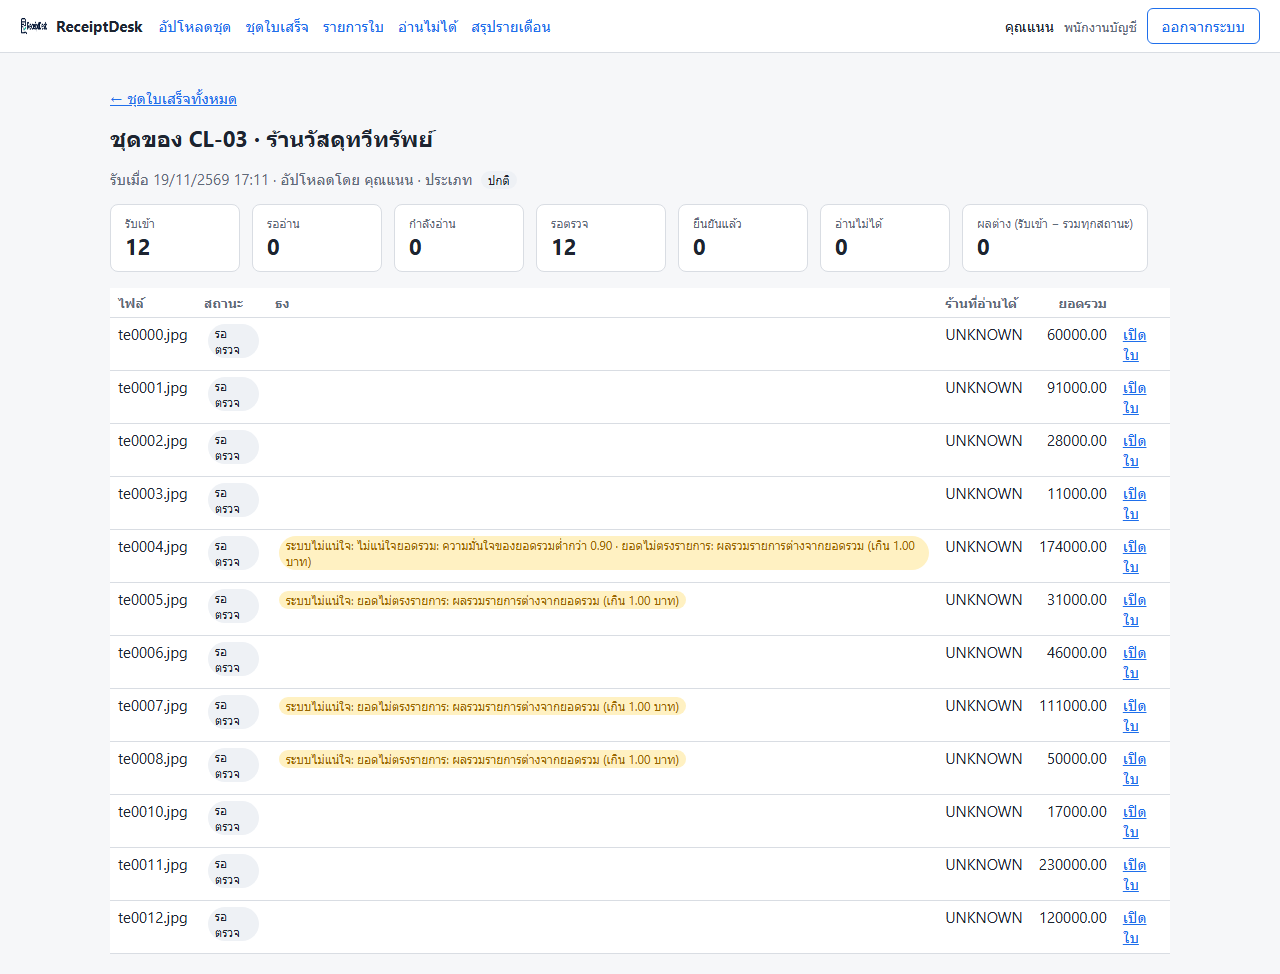 ReceiptDesk อัปโหลดชุด ชุดใบเสร็จ รายการใบ อ่านไม่ได้ สรุปรายเดือน คุณแนน พนักงานบัญชี ออกจากระบบ
← ชุดใบเสร็จทั้งหมด
ชุดของ CL-03 · ร้านวัสดุทวีทรัพย์
รับเมื่อ 19/11/2569 17:11 · อัปโหลดโดย คุณแนน · ประเภท ปกติ
รับเข้า รออ่าน กำลังอ่าน รอตรวจ ยืนยันแล้ว อ่านไม่ได้ ผลต่าง (รับเข้า − รวมทุกสถานะ)
12 0 0 12 0 0 0
ไฟล์ สถานะ ธง ร้านที่อ่านได้ ยอดรวม
te0000.jpg รอ UNKNOWN 60000.00 เปิด
ตรวจ ใบ
te0001.jpg รอ UNKNOWN 91000.00 เปิด
ตรวจ ใบ
te0002.jpg รอ UNKNOWN 28000.00 เปิด
ตรวจ ใบ
te0003.jpg รอ UNKNOWN 11000.00 เปิด
ตรวจ ใบ
te0004.jpg รอ ระบบไม่แน่ใจ: ไม่แน่ใจยอดรวม: ความมั่นใจของยอดรวมต่ำกว่า 0.90 · ยอดไม่ตรงรายการ: ผลรวมรายการต่างจากยอดรวม (เกิน 1.00 UNKNOWN 174000.00 เปิด
ตรวจ บาท) ใบ
te0005.jpg รอ ระบบไม่แน่ใจ: ยอดไม่ตรงรายการ: ผลรวมรายการต่างจากยอดรวม (เกิน 1.00 บาท) UNKNOWN 31000.00 เปิด
ตรวจ ใบ
te0006.jpg รอ UNKNOWN 46000.00 เปิด
ตรวจ ใบ
te0007.jpg รอ ระบบไม่แน่ใจ: ยอดไม่ตรงรายการ: ผลรวมรายการต่างจากยอดรวม (เกิน 1.00 บาท) UNKNOWN 111000.00 เปิด
ตรวจ ใบ
te0008.jpg รอ ระบบไม่แน่ใจ: ยอดไม่ตรงรายการ: ผลรวมรายการต่างจากยอดรวม (เกิน 1.00 บาท) UNKNOWN 50000.00 เปิด
ตรวจ ใบ
te0010.jpg รอ UNKNOWN 17000.00 เปิด
ตรวจ ใบ
te0011.jpg รอ UNKNOWN 230000.00 เปิด
ตรวจ ใบ
te0012.jpg รอ UNKNOWN 120000.00 เปิด
ตรวจ ใบ